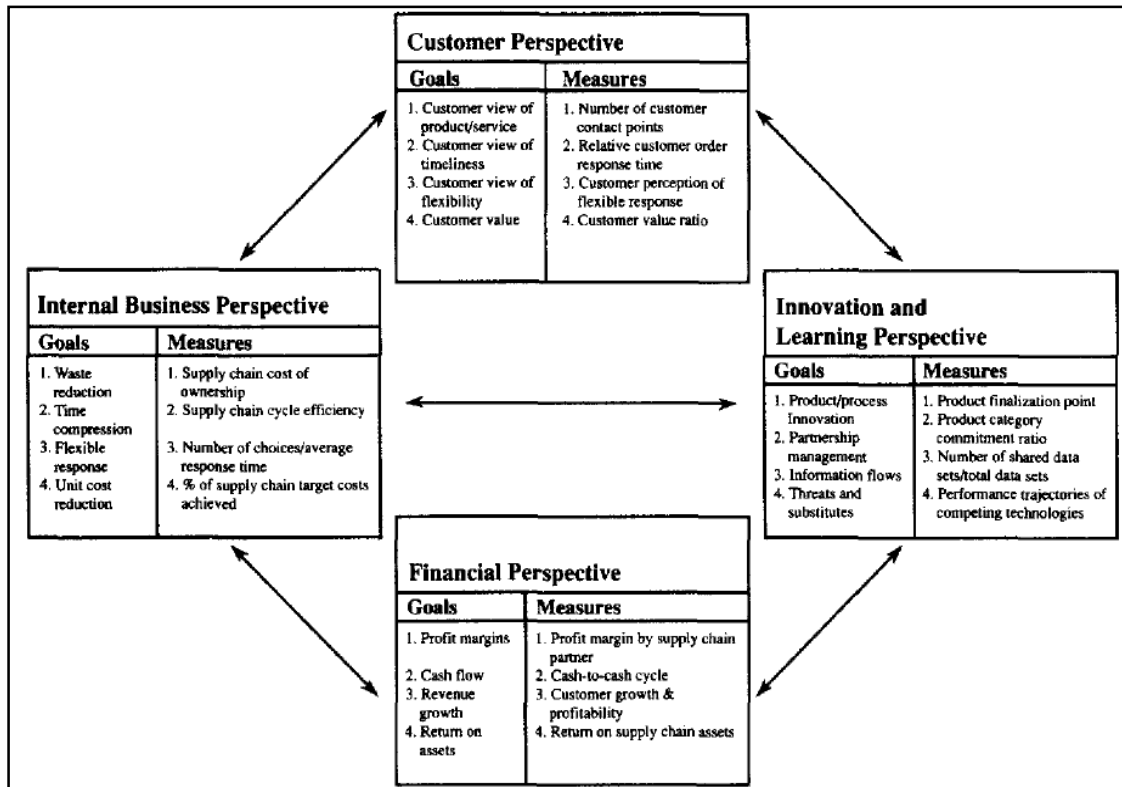 Customer Perspective
Goals
Measures
1. Customer view of
product/service
2. Customer view of
timeliness
3. Customer view of
flexibility
4. Customer value
1. Number of customer
contact points
2. Relative customer order
response time
3. Customer perception of
flexible response
4. Customer value ratio
Internal Business Perspective
Goals
Measures
1. Waste
reduction
2. Time
compression
3. Flexible
response
4. Unit cost
reduction
1. Supply chain cost of
ownership
2. Supply chain cycle efficiency
3. Number of choices/average
response time
4. % of supply chain target costs
achieved
Innovation and
Learning Perspective
Goals
Measures
1. Product/process
Innovation
2. Partnership
management
3. Information flows
4. Threats and
substitutes
1. Product finalization point
2. Product category
commitment ratio
3. Number of shared data
sets/total data sets
4. Performance trajectories of
competing technologies
Financial Perspective
Goals
Measures
1. Profit margins
2. Cash flow
3. Revenue
growth
4. Return on
assets
1. Profit margin by supply chain
partner
2. Cash-to-cash cycle
3. Customer growth &
profitability
4. Return on supply chain assets